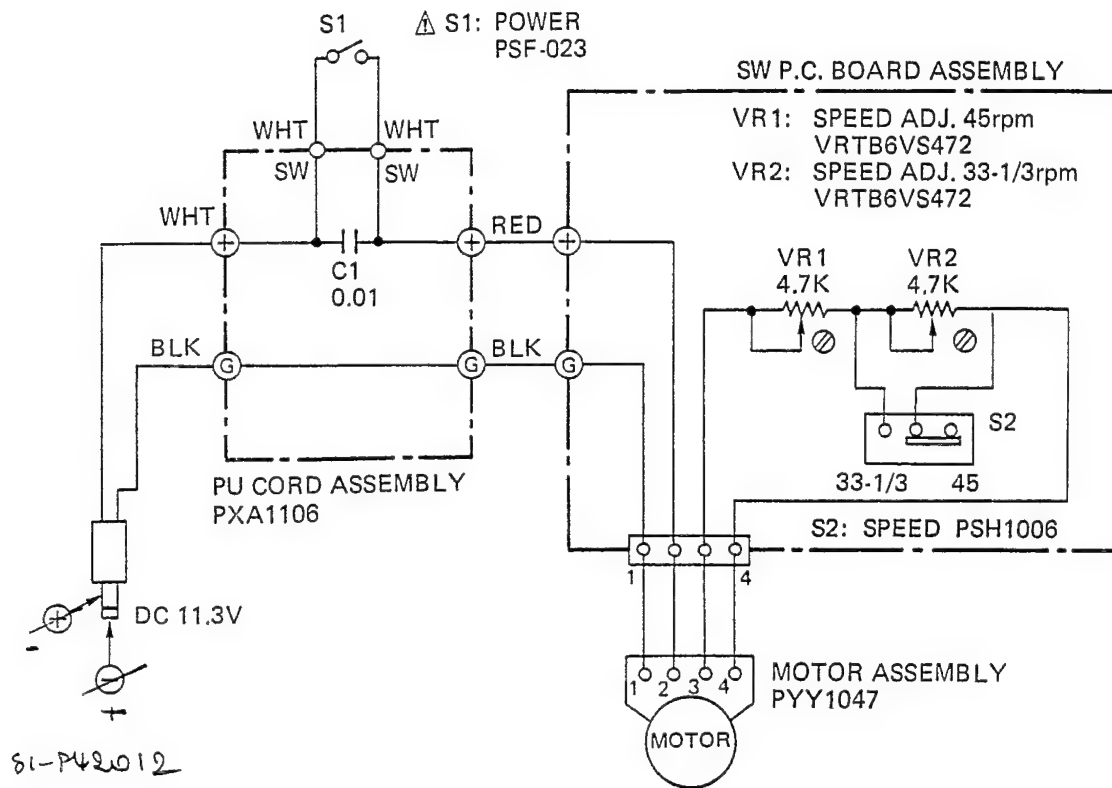 S1
⚠ S1: POWER
PSF-023
SW P.C. BOARD ASSEMBLY
VR1: SPEED ADJ. 45rpm
VRTB6VS472
VR2: SPEED ADJ. 33-1/3rpm
VRTB6VS472
WHT WHT
SW SW
WHT
+ + RED +
C1
0.01
VR1 VR2
4.7K 4.7K
BLK
G G BLK G
S2
33-1/3 45
PU CORD ASSEMBLY
PXA1106
S2: SPEED PSH1006
1 4
DC 11.3V
+
-
-
+
1 2 3 4
MOTOR ASSEMBLY
PYY1047
MOTOR
81-P42012